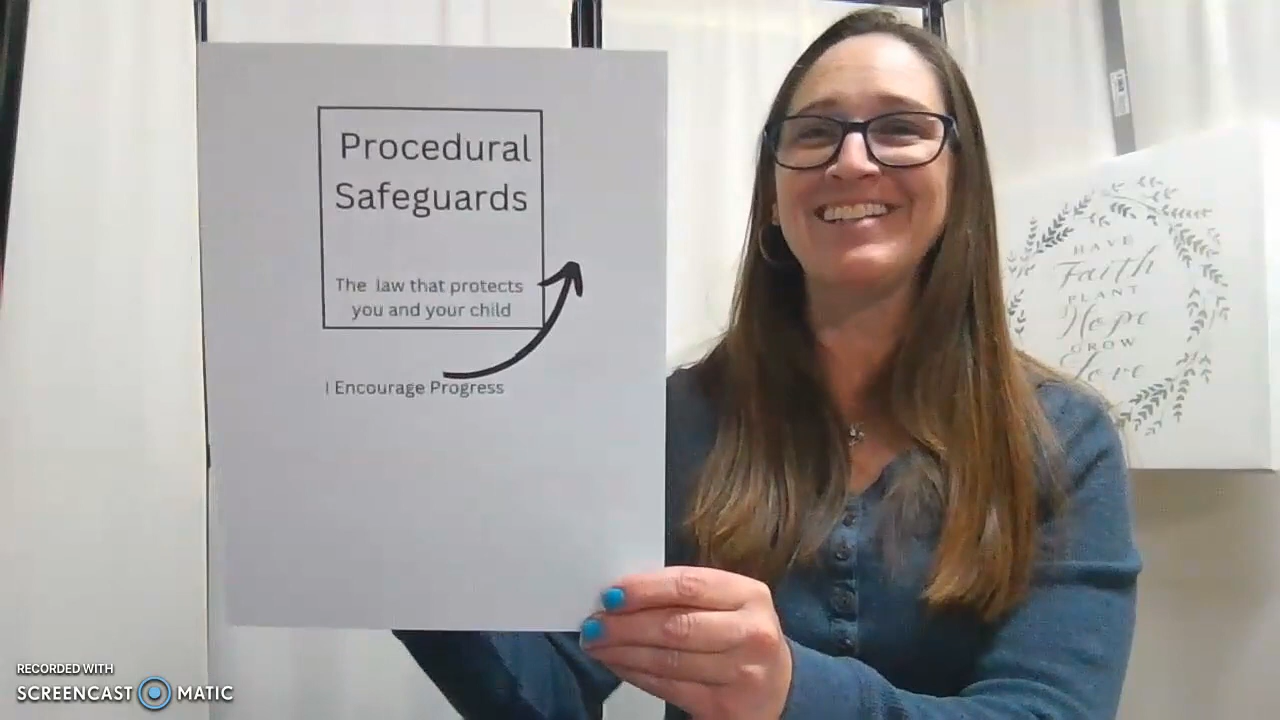 Procedural
Safeguards
The law that protects
you and your child
I Encourage Progress
HAVE
Faith
PLANT
Hope
GROW
Love
RECORDED WITH
SCREENCAST MATIC